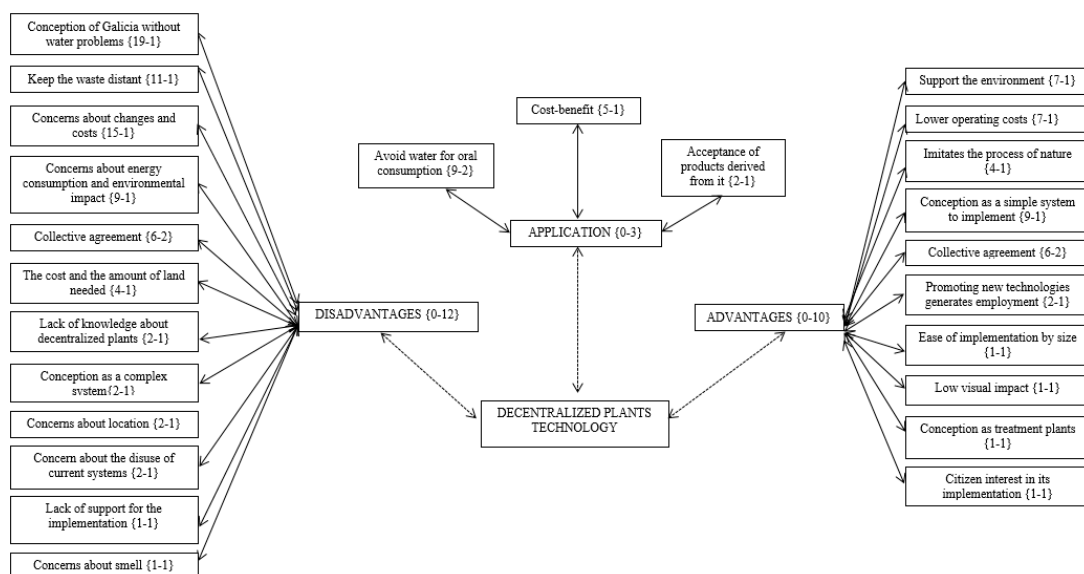 Conception of Galicia without
water problems {19-1}
Keep the waste distant {11-1}
Concerns about changes and
costs {15-1}
Concerns about energy
consumption and environmental
impact {9-1}
Collective agreement {6-2}
The cost and the amount of land
needed {4-1}
Lack of knowledge about
decentralized plants {2-1}
Conception as a complex
system{2-1}
Concerns about location {2-1}
Concern about the disuse of
current systems {2-1}
Lack of support for the
implementation {1-1}
Concerns about smell {1-1}
DISADVANTAGES {0-12}
Cost-benefit {5-1}
Avoid water for oral
consumption {9-2}
Acceptance of
products derived
from it {2-1}
APPLICATION {0-3}
DECENTRALIZED PLANTS
TECHNOLOGY
ADVANTAGES {0-10}
Support the environment {7-1}
Lower operating costs {7-1}
Imitates the process of nature
{4-1}
Conception as a simple system
to implement {9-1}
Collective agreement {6-2}
Promoting new technologies
generates employment {2-1}
Ease of implementation by size
{1-1}
Low visual impact {1-1}
Conception as treatment plants
{1-1}
Citizen interest in its
implementation {1-1}